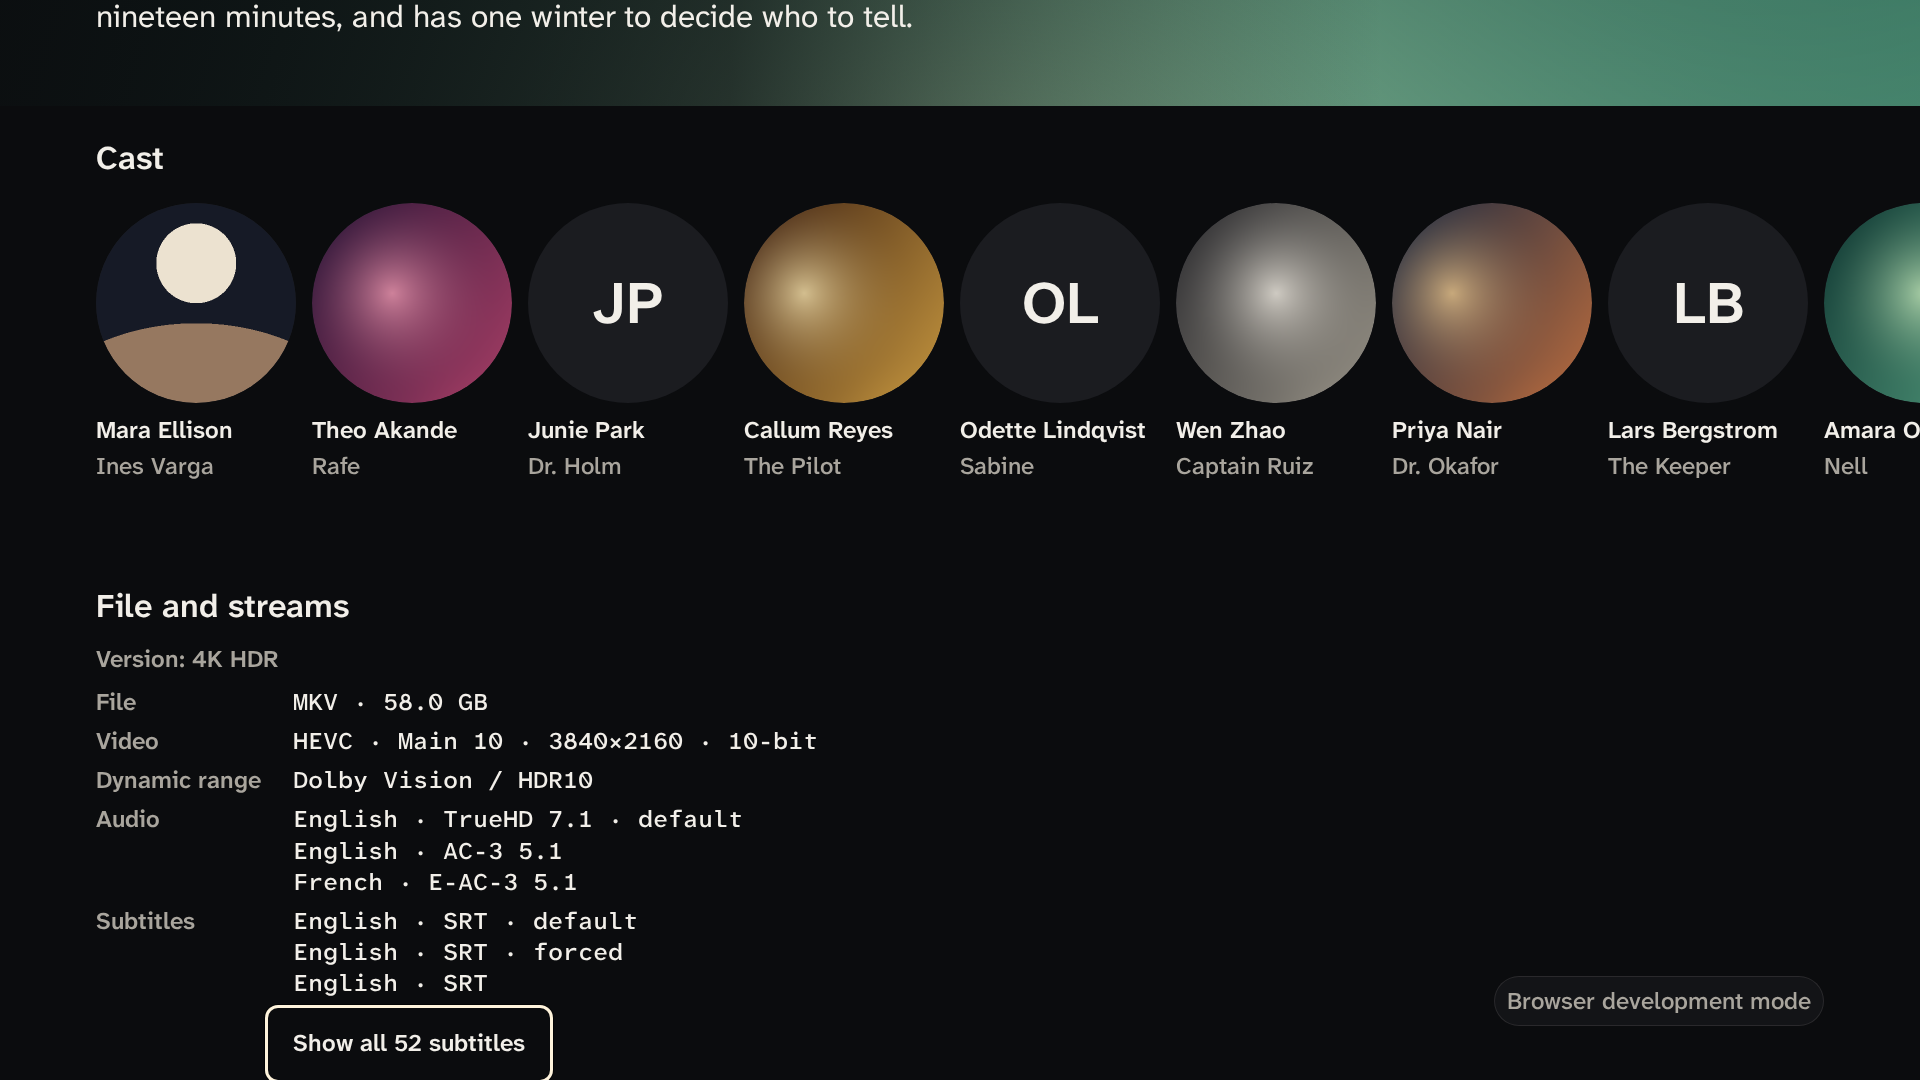 nineteen minutes, and has one winter to decide who to tell.
Cast
JP
OL
LB
Mara Ellison
Ines Varga
Theo Akande
Rafe
Junie Park
Dr. Holm
Callum Reyes
The Pilot
Odette Lindqvist
Sabine
Wen Zhao
Captain Ruiz
Priya Nair
Dr. Okafor
Lars Bergstrom
The Keeper
Amara O
Nell
File and streams
Version: 4K HDR
File MKV · 58.0 GB
Video HEVC · Main 10 · 3840×2160 · 10-bit
Dynamic range Dolby Vision / HDR10
Audio English · TrueHD 7.1 · default
English · AC-3 5.1
French · E-AC-3 5.1
Subtitles English · SRT · default
English · SRT · forced
English · SRT
Show all 52 subtitles
Browser development mode